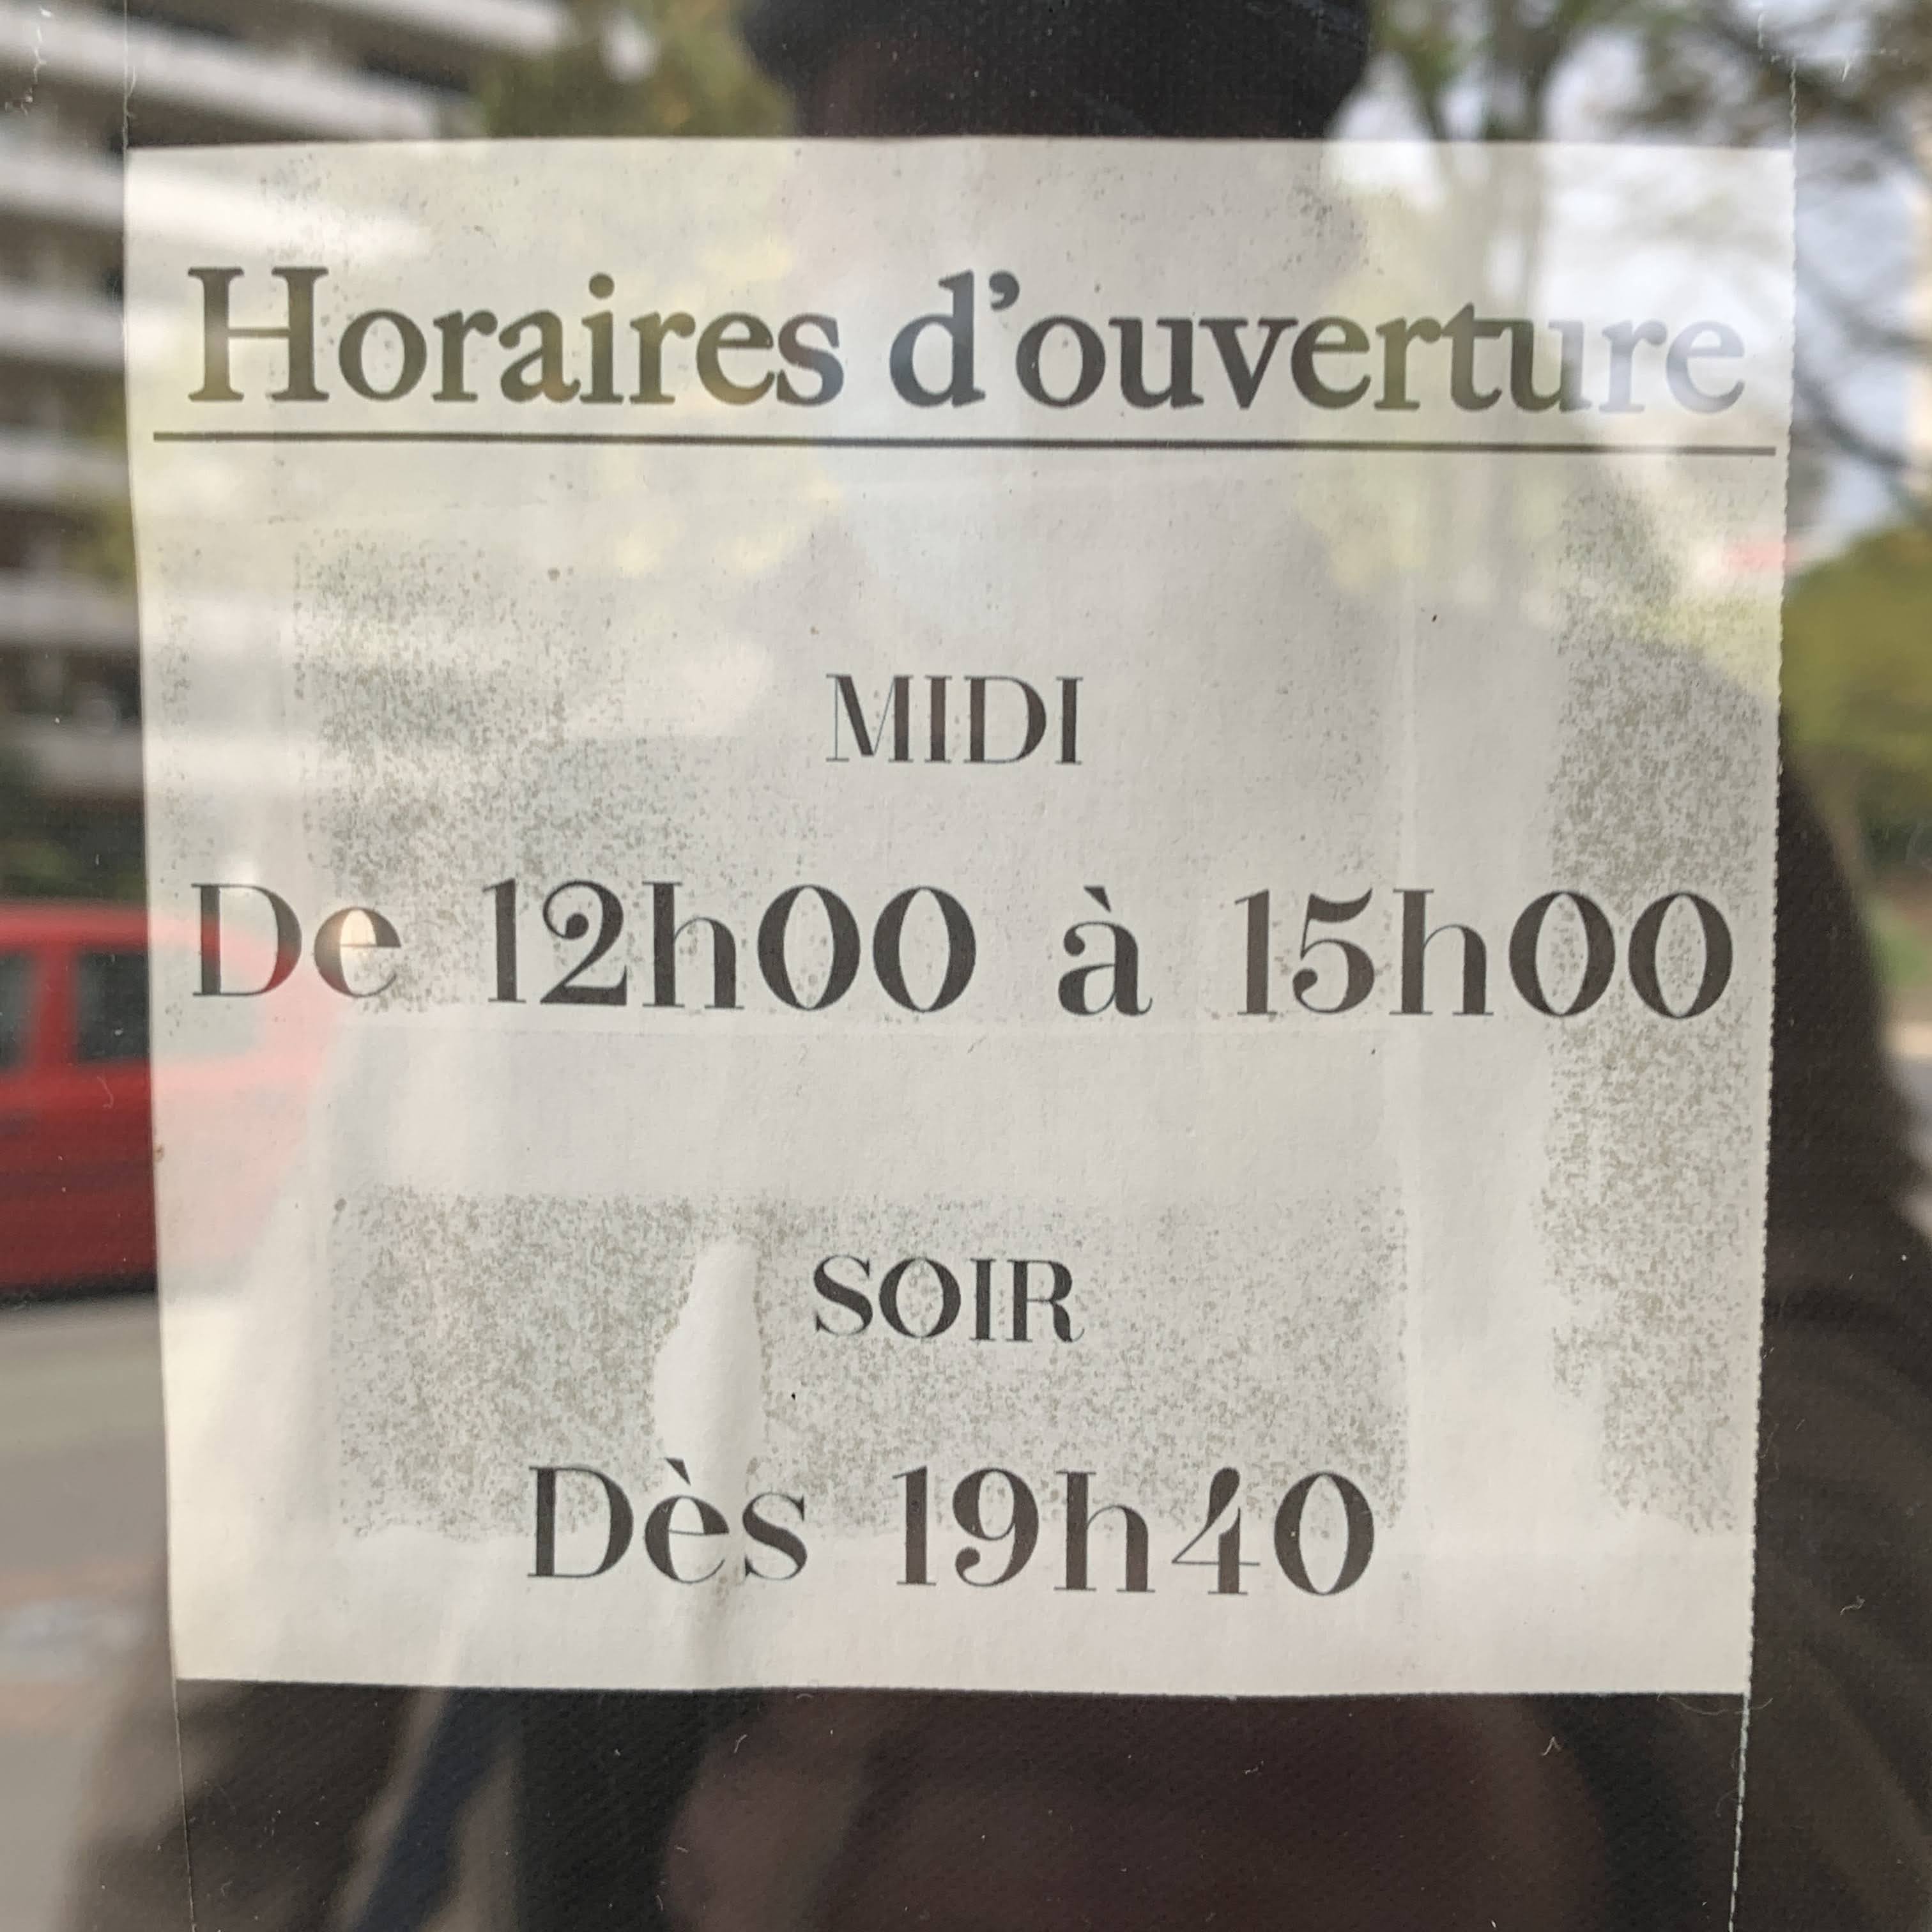 Horaires d’ouverture
MIDI
De 12h00 à 15h00
SOIR
Dès 19h40